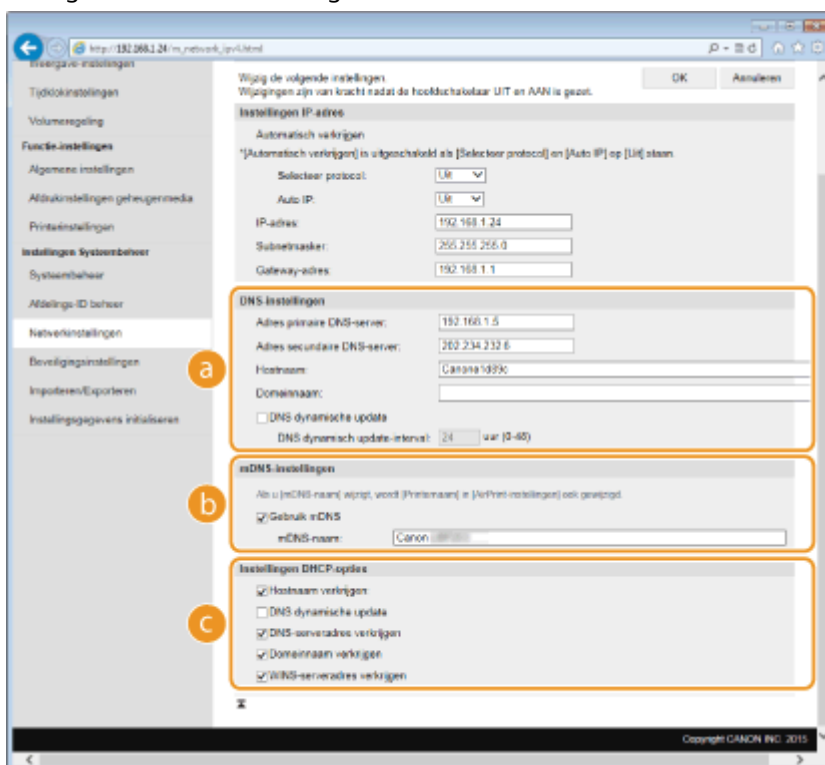 http://192.168.1.24/m_network_ipv4.html
Weergave-instellingen
Tijdklokinstellingen
Volumeregeling
Functie-instellingen
Algemene instellingen
Afdrukinstellingen geheugenmedia
Printerinstellingen
Instellingen Systeembeheer
Systeembeheer
Afdelings-ID beheer
Netwerkinstellingen
Beveiligingsinstellingen
Importeren/Exporteren
Instellingsgegevens initialiseren
Wijzig de volgende instellingen.
Wijzigingen zijn van kracht nadat de hoofdschakelaar UIT en AAN is gezet.
OK Annuleren
Instellingen IP-adres
Automatisch verkrijgen
*[Automatisch verkrijgen] is uitgeschakeld als [Selecteer protocol] en [Auto IP] op [Uit] staan.
Selecteer protocol: Uit
Auto IP: Uit
IP-adres: 192.168.1.24
Subnetmasker: 255.255.255.0
Gateway-adres: 192.168.1.1
a
DNS-instellingen
Adres primaire DNS-server: 192.168.1.5
Adres secundaire DNS-server: 202.234.232.6
Hostnaam: Canona1d89c
Domeinnaam:
DNS dynamische update
DNS dynamisch update-interval: 24 uur (0-48)
b
mDNS-instellingen
Als u [mDNS-naam] wijzigt, wordt [Printernaam] in [AirPrint-instellingen] ook gewijzigd.
Gebruik mDNS
mDNS-naam: Canon
c
Instellingen DHCP-opties
Hostnaam verkrijgen
DNS dynamische update
DNS-serveradres verkrijgen
Domeinnaam verkrijgen
WINS-serveradres verkrijgen
Copyright CANON INC. 2015